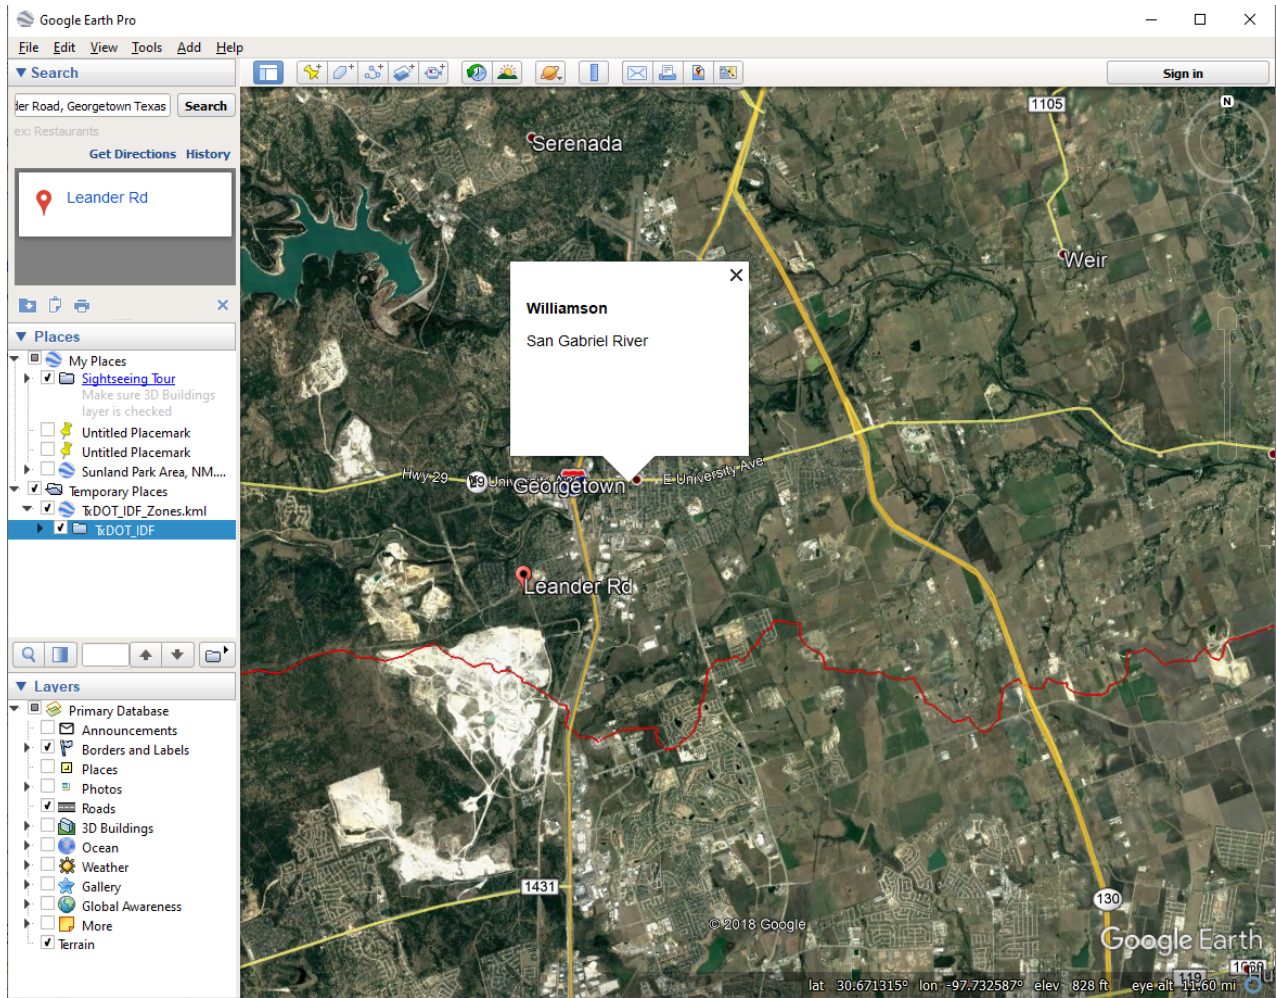 Google Earth Pro
File Edit View Tools Add Help
Search
Sign in
der Road, Georgetown Texas Search
ex: Restaurants
Get Directions History
Leander Rd
Places
My Places
Sightseeing Tour
Make sure 3D Buildings
layer is checked
Untitled Placemark
Untitled Placemark
Sunland Park Area, NM....
Temporary Places
TxDOT_IDF_Zones.kml
TxDOT_IDF
Layers
Primary Database
Announcements
Borders and Labels
Places
Photos
Roads
3D Buildings
Ocean
Weather
Gallery
Global Awareness
More
Terrain
1105
N
Serenada
Weir
Williamson
San Gabriel River
Hwy 29
E University Ave
Georgetown
Leander Rd
1431
130
© 2018 Google
Google Earth
119
lat 30.671315° lon -97.732587° elev 828 ft eye alt 11.60 mi